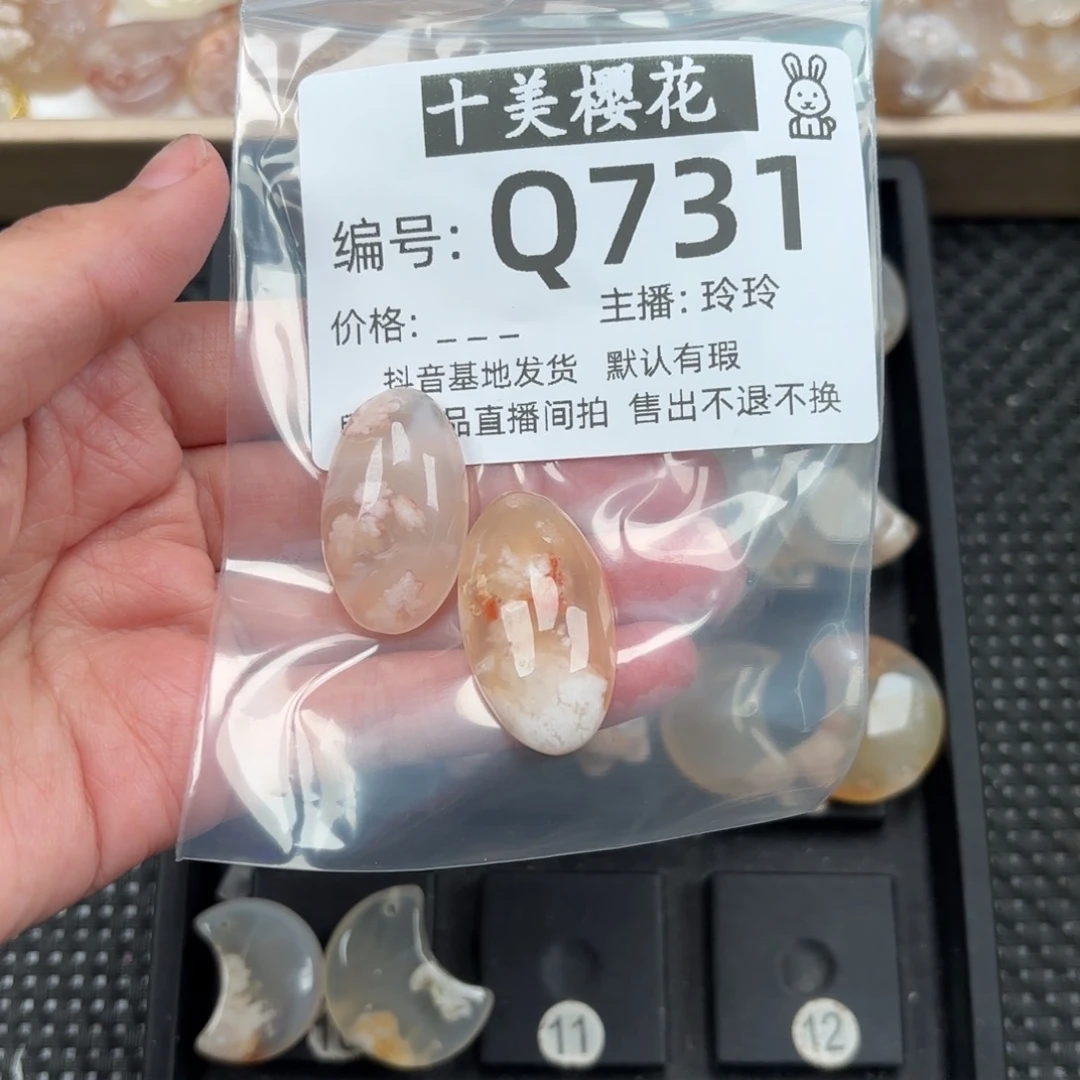 十美樱花
编号: Q731
价格: _ _ _ 主播: 玲玲
抖音基地发货 默认有瑕
品直播间拍 售出不退不换
11
12